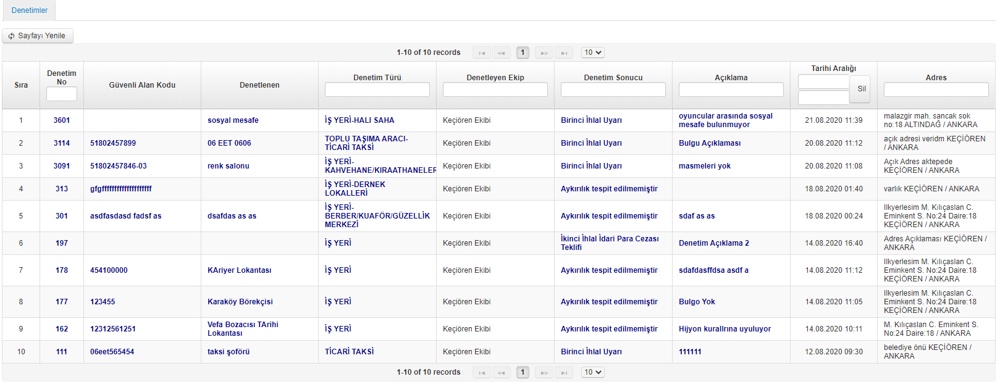 Denetimler
Sayfayı Yenile
1-10 of 10 records 1 10
Sıra Denetim No Güvenli Alan Kodu Denetlenen Denetim Türü Denetleyen Ekip Denetim Sonucu Açıklama Tarihi Aralığı Sil Adres
1 3601 sosyal mesafe İŞ YERİ-HALI SAHA Keçiören Ekibi Birinci İhlal Uyarı oyuncular arasında sosyal mesafe bulunmuyor 21.08.2020 11:39 malazgir mah. sancak sok no:18 ALTINDAĞ / ANKARA
2 3114 51802457899 06 EET 0606 TOPLU TAŞIMA ARACI-TİCARİ TAKSİ Keçiören Ekibi Birinci İhlal Uyarı Bulgu Açıklaması 20.08.2020 11:12 açık adresi veridm KEÇİÖREN / ANKARA
3 3091 51802457846-03 renk salonu İŞ YERİ-KAHVEHANE/KIRAATHANELER Keçiören Ekibi Birinci İhlal Uyarı masmeleri yok 20.08.2020 11:08 Açık Adres aktepede KEÇİÖREN / ANKARA
4 313 gfgffffffffffffffffffff İŞ YERİ-DERNEK LOKALLERİ Keçiören Ekibi Aykırılık tespit edilmemiştir 18.08.2020 01:40 varlık KEÇİÖREN / ANKARA
5 301 asdfasdasd fadsf as dsafdas as as İŞ YERİ-BERBER/KUAFÖR/GÜZELLİK MERKEZİ Keçiören Ekibi Aykırılık tespit edilmemiştir sdaf as as 18.08.2020 00:24 Ilkyerlesim M. Kılıçaslan C. Eminkent S. No:24 Daire:18 KEÇİÖREN / ANKARA
6 197 İŞ YERİ Keçiören Ekibi İkinci İhlal İdari Para Cezası Teklifi Denetim Açıklama 2 14.08.2020 16:40 Adres Açıklaması KEÇİÖREN / ANKARA
7 178 454100000 KAriyer Lokantası İŞ YERİ Keçiören Ekibi Aykırılık tespit edilmemiştir sdafdasffdsa asdf a 14.08.2020 11:12 Ilkyerlesim M. Kılıçaslan C. Eminkent S. No:24 Daire:18 KEÇİÖREN / ANKARA
8 177 123455 Karaköy Börekçisi İŞ YERİ Keçiören Ekibi Aykırılık tespit edilmemiştir Bulgo Yok 14.08.2020 11:05 Ilkyerlesim M. Kılıçaslan C. Eminkent S. No:24 Daire:18 KEÇİÖREN / ANKARA
9 162 12312561251 Vefa Bozacısı TArihi Lokantası İŞ YERİ Keçiören Ekibi Aykırılık tespit edilmemiştir Hijyon kurallrına uyuluyor 14.08.2020 10:11 M. Kılıçaslan C. Eminkent S. No:24 Daire:18 / ANKARA
10 111 06eet565454 taksi şoförü TİCARİ TAKSİ Keçiören Ekibi Birinci İhlal Uyarı 111111 12.08.2020 09:30 belediye önü KEÇİÖREN / ANKARA
1-10 of 10 records 1 10